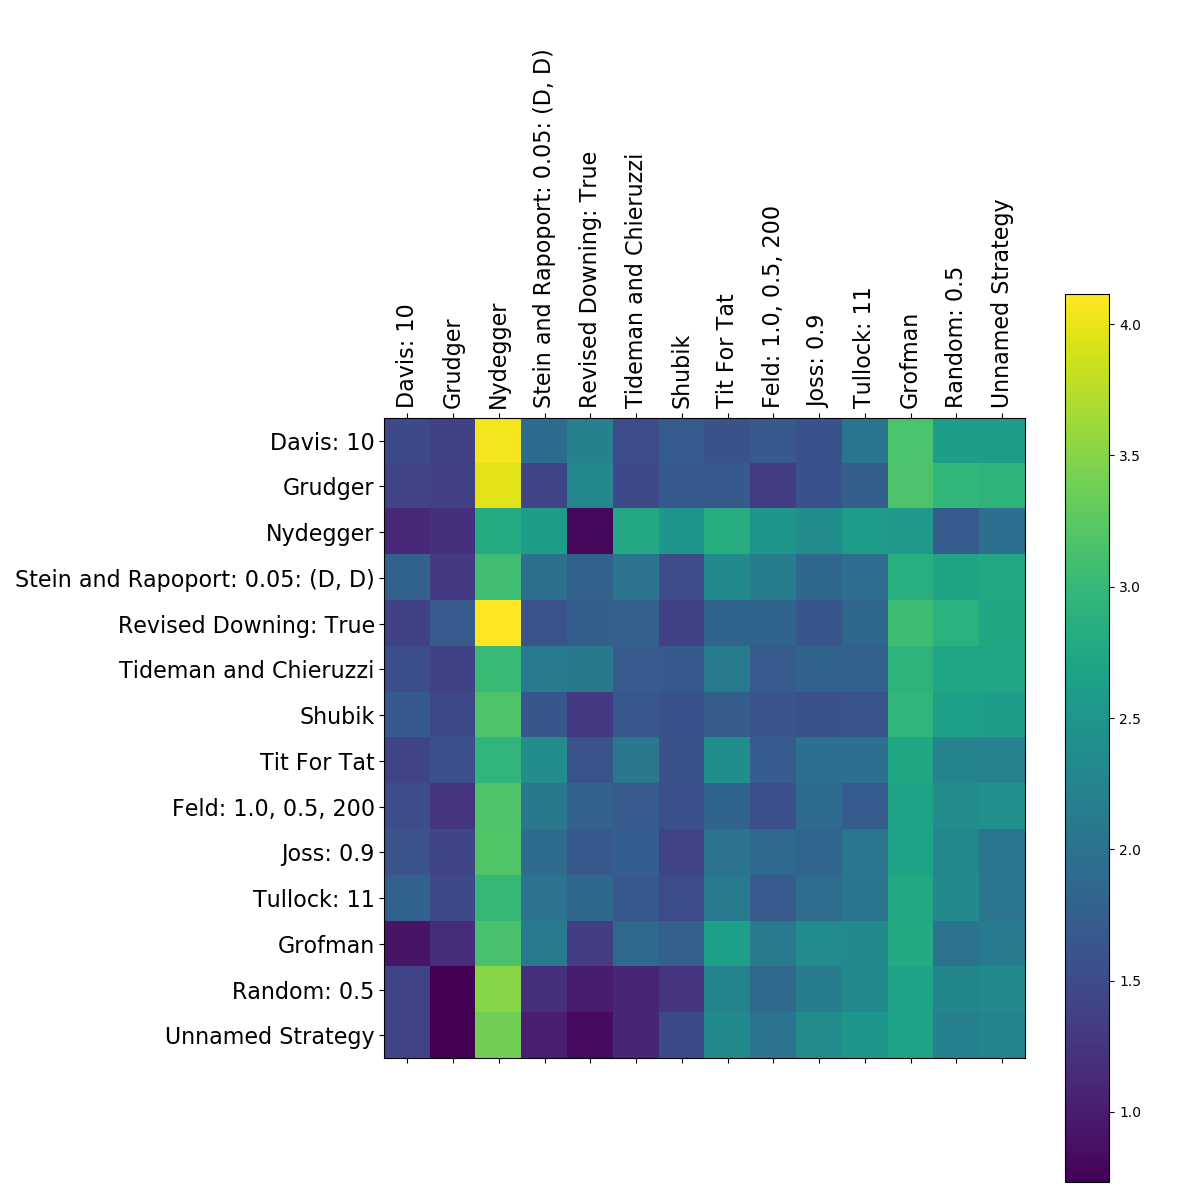 Davis: 10
Grudger
Nydegger
Stein and Rapoport: 0.05: (D, D)
Revised Downing: True
Tideman and Chieruzzi
Shubik
Tit For Tat
Feld: 1.0, 0.5, 200
Joss: 0.9
Tullock: 11
Grofman
Random: 0.5
Unnamed Strategy
Davis: 10
Grudger
Nydegger
Stein and Rapoport: 0.05: (D, D)
Revised Downing: True
Tideman and Chieruzzi
Shubik
Tit For Tat
Feld: 1.0, 0.5, 200
Joss: 0.9
Tullock: 11
Grofman
Random: 0.5
Unnamed Strategy
4.0
3.5
3.0
2.5
2.0
1.5
1.0